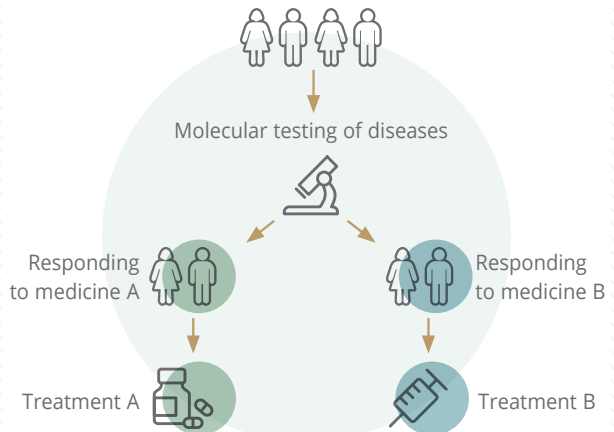 Molecular testing of diseases
Responding
to medicine A
Responding
to medicine B
Treatment A
Treatment B